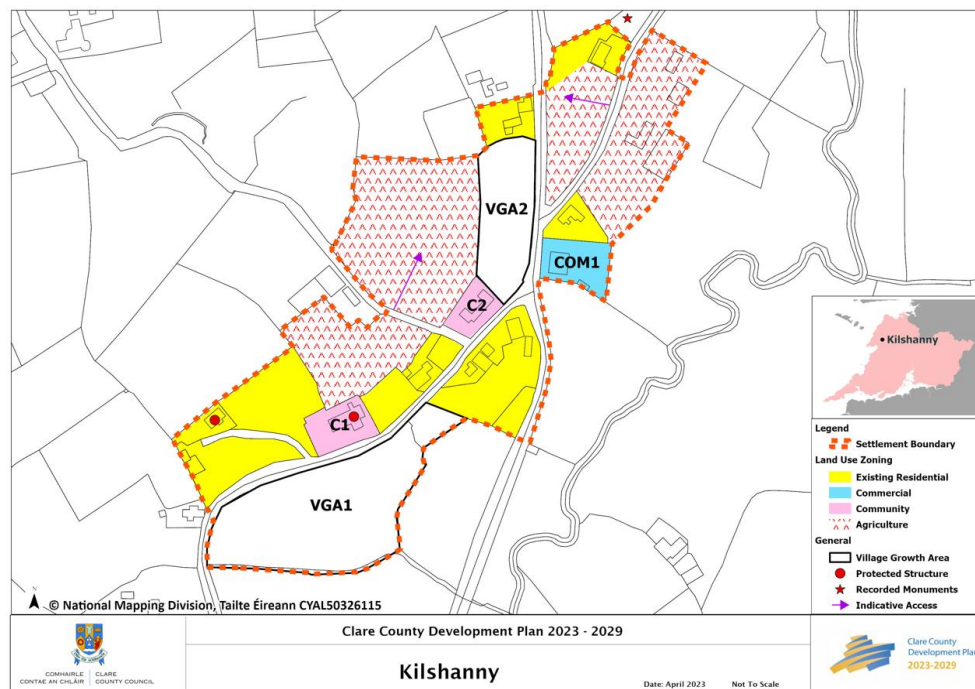 VGA2
COM1
C2
C1
VGA1
Kilshanny
Legend
Settlement Boundary
Land Use Zoning
Existing Residential
Commercial
Community
Agriculture
General
Village Growth Area
Protected Structure
Recorded Monuments
Indicative Access
N
© National Mapping Division, Tailte Éireann CYAL50326115
COMHAIRLE CONTAE AN CHLÁIR
CLARE COUNTY COUNCIL
Clare County Development Plan 2023 - 2029
Kilshanny
Date: April 2023
Not To Scale
Clare County
Development Plan
2023-2029